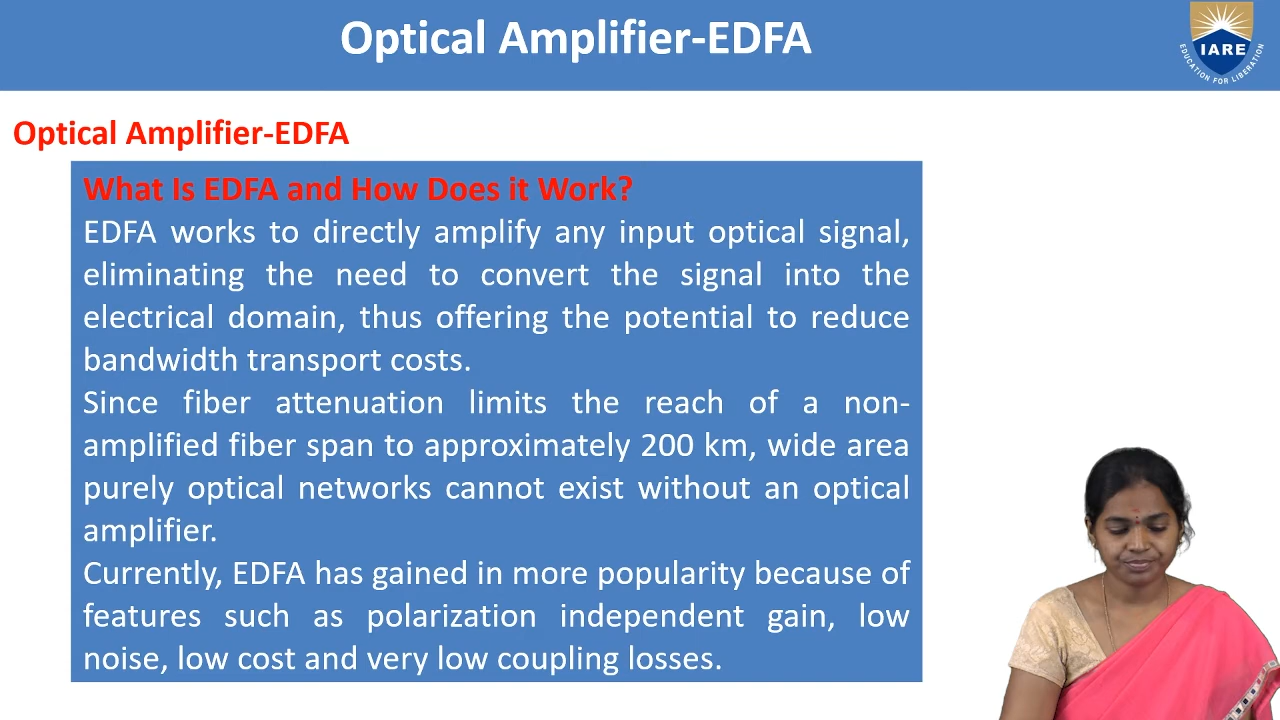 Optical Amplifier-EDFA
IARE
EDUCATION FOR LIBERATION
Optical Amplifier-EDFA
What Is EDFA and How Does it Work?
EDFA works to directly amplify any input optical signal,
eliminating the need to convert the signal into the
electrical domain, thus offering the potential to reduce
bandwidth transport costs.
Since fiber attenuation limits the reach of a non-
amplified fiber span to approximately 200 km, wide area
purely optical networks cannot exist without an optical
amplifier.
Currently, EDFA has gained in more popularity because of
features such as polarization independent gain, low
noise, low cost and very low coupling losses.